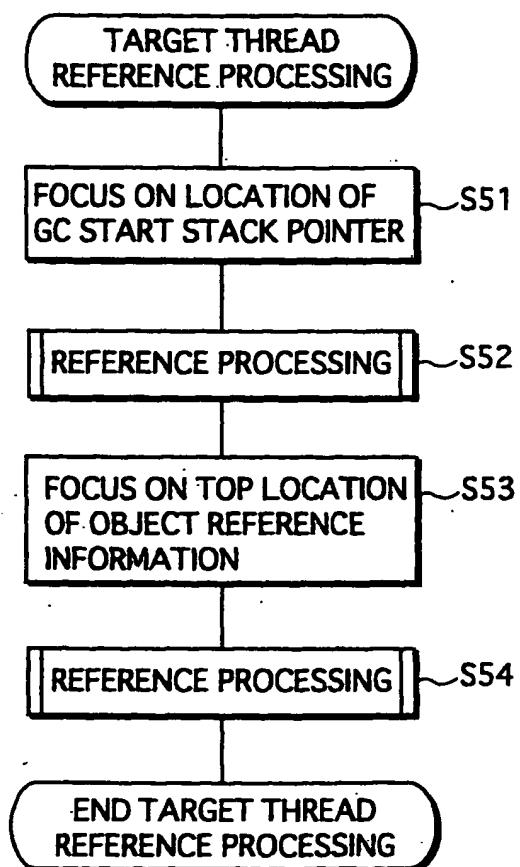 TARGET THREAD
REFERENCE PROCESSING
FOCUS ON LOCATION OF
GC START STACK POINTER
S51
REFERENCE PROCESSING
S52
FOCUS ON TOP LOCATION
OF OBJECT REFERENCE
INFORMATION
S53
REFERENCE PROCESSING
S54
END TARGET THREAD
REFERENCE PROCESSING